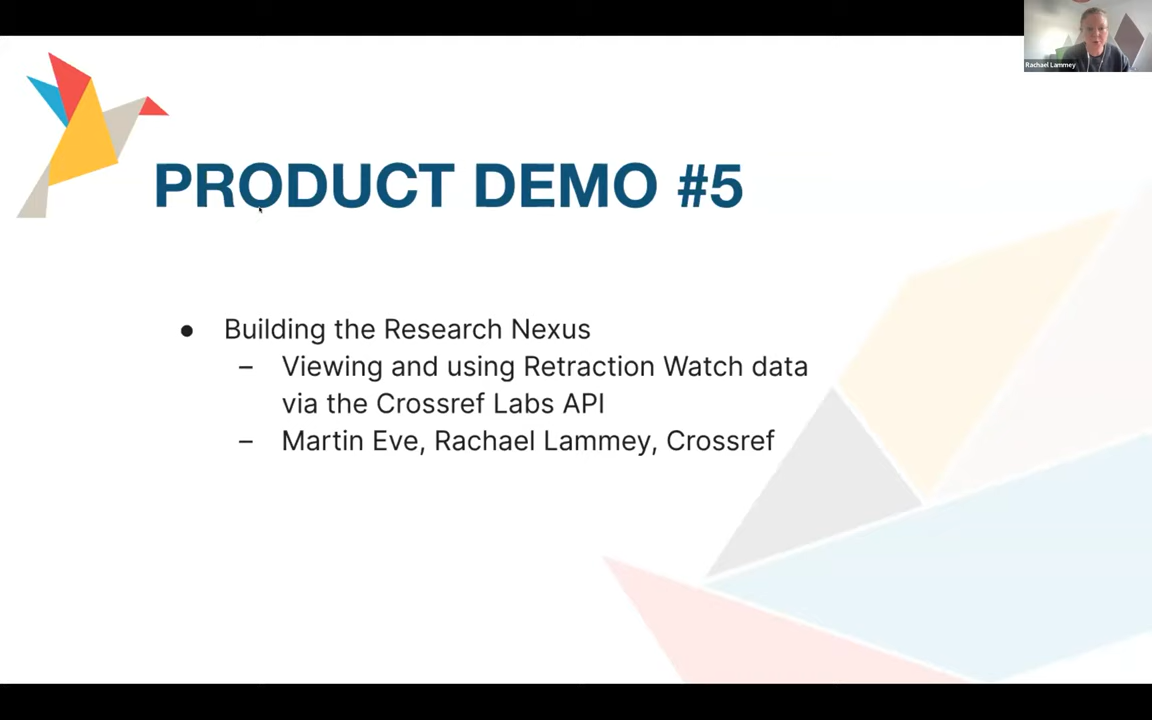 Rachael Lammey
PRODUCT DEMO #5
● Building the Research Nexus
– Viewing and using Retraction Watch data
via the Crossref Labs API
– Martin Eve, Rachael Lammey, Crossref